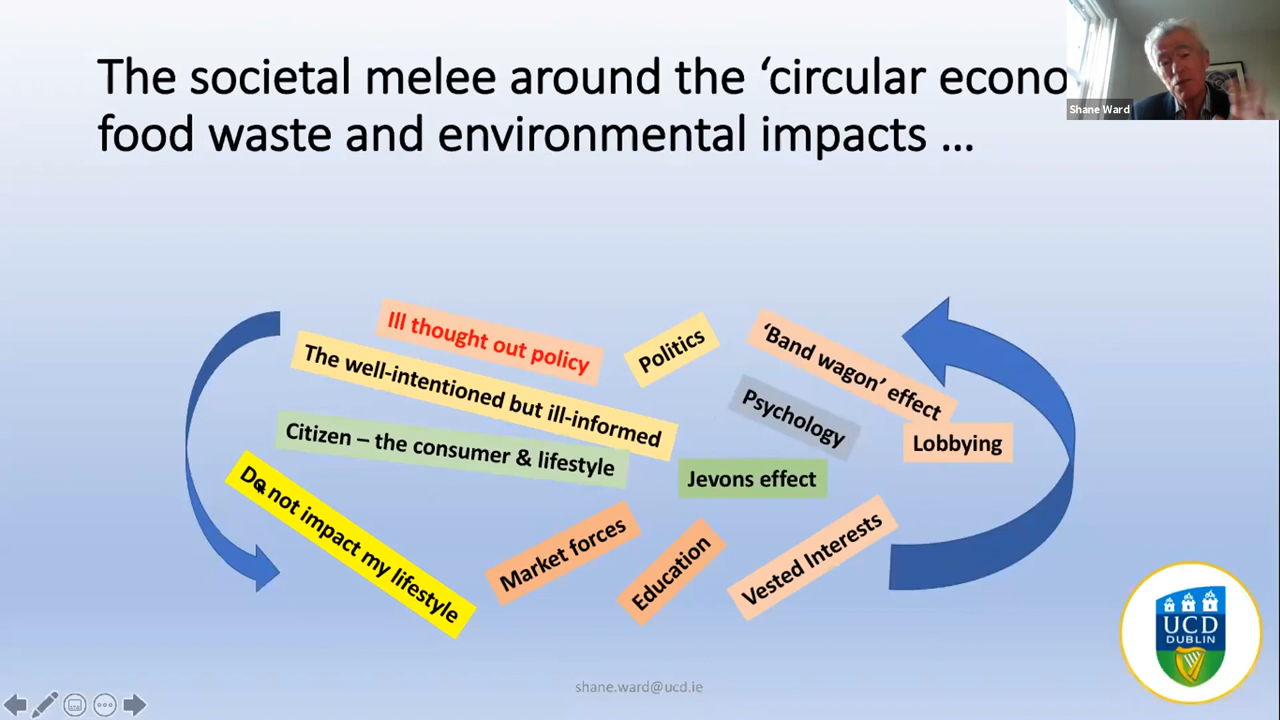 The societal melee around the ‘circular econo
food waste and environmental impacts ...
Shane Ward
Ill thought out policy
Politics
‘Band wagon’ effect
The well-intentioned but ill-informed
Psychology
Citizen – the consumer & lifestyle
Lobbying
Jevons effect
Do not impact my lifestyle
Market forces
Education
Vested Interests
UCD
DUBLIN
shane.ward@ucd.ie